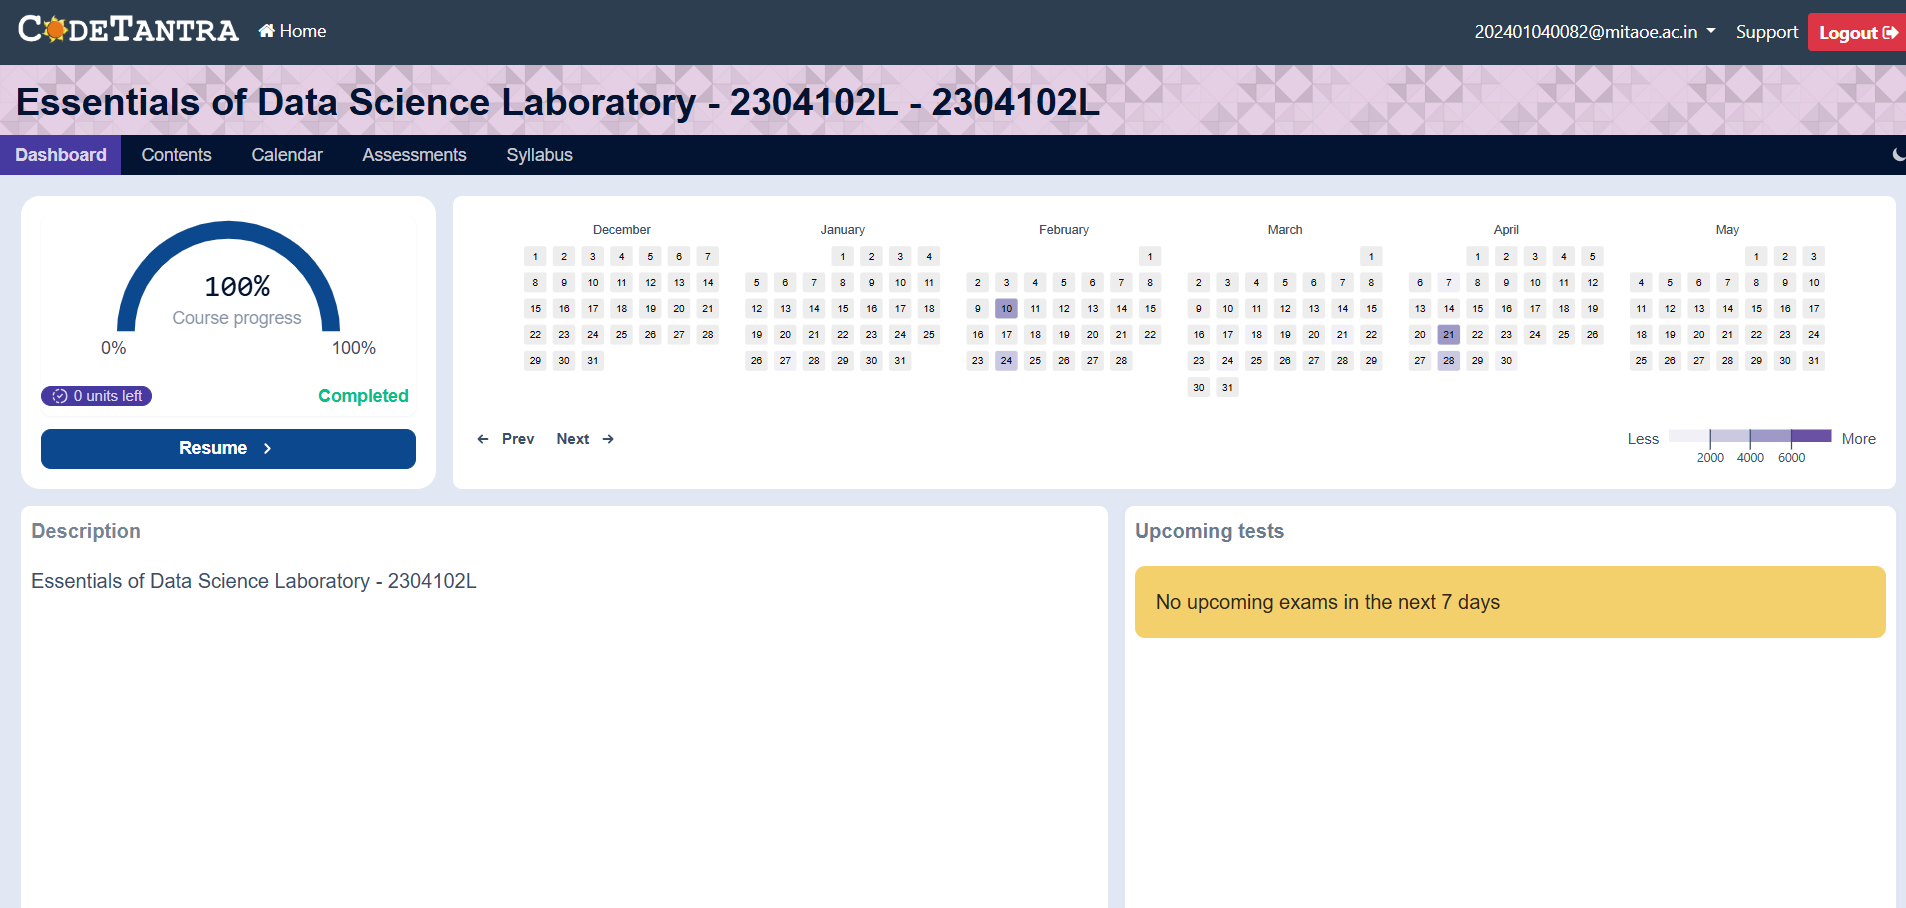 CODETANTRA Home 202401040082@mitaoe.ac.in Support Logout
Essentials of Data Science Laboratory - 2304102L - 2304102L
Dashboard Contents Calendar Assessments Syllabus
100%
Course progress
0% 100%
0 units left Completed
Resume
December January February March April May
1 2 3 4 5 6 7 1 2 3 4 1 1 1 2 3 4 5 1 2 3
8 9 10 11 12 13 14 5 6 7 8 9 10 11 2 3 4 5 6 7 8 2 3 4 5 6 7 8 6 7 8 9 10 11 12 4 5 6 7 8 9 10
15 16 17 18 19 20 21 12 13 14 15 16 17 18 9 10 11 12 13 14 15 9 10 11 12 13 14 15 13 14 15 16 17 18 19 11 12 13 14 15 16 17
22 23 24 25 26 27 28 19 20 21 22 23 24 25 16 17 18 19 20 21 22 16 17 18 19 20 21 22 20 21 22 23 24 25 26 18 19 20 21 22 23 24
29 30 31 26 27 28 29 30 31 23 24 25 26 27 28 23 24 25 26 27 28 29 27 28 29 30 25 26 27 28 29 30 31
30 31
Prev Next Less More
2000 4000 6000
Description
Essentials of Data Science Laboratory - 2304102L
Upcoming tests
No upcoming exams in the next 7 days